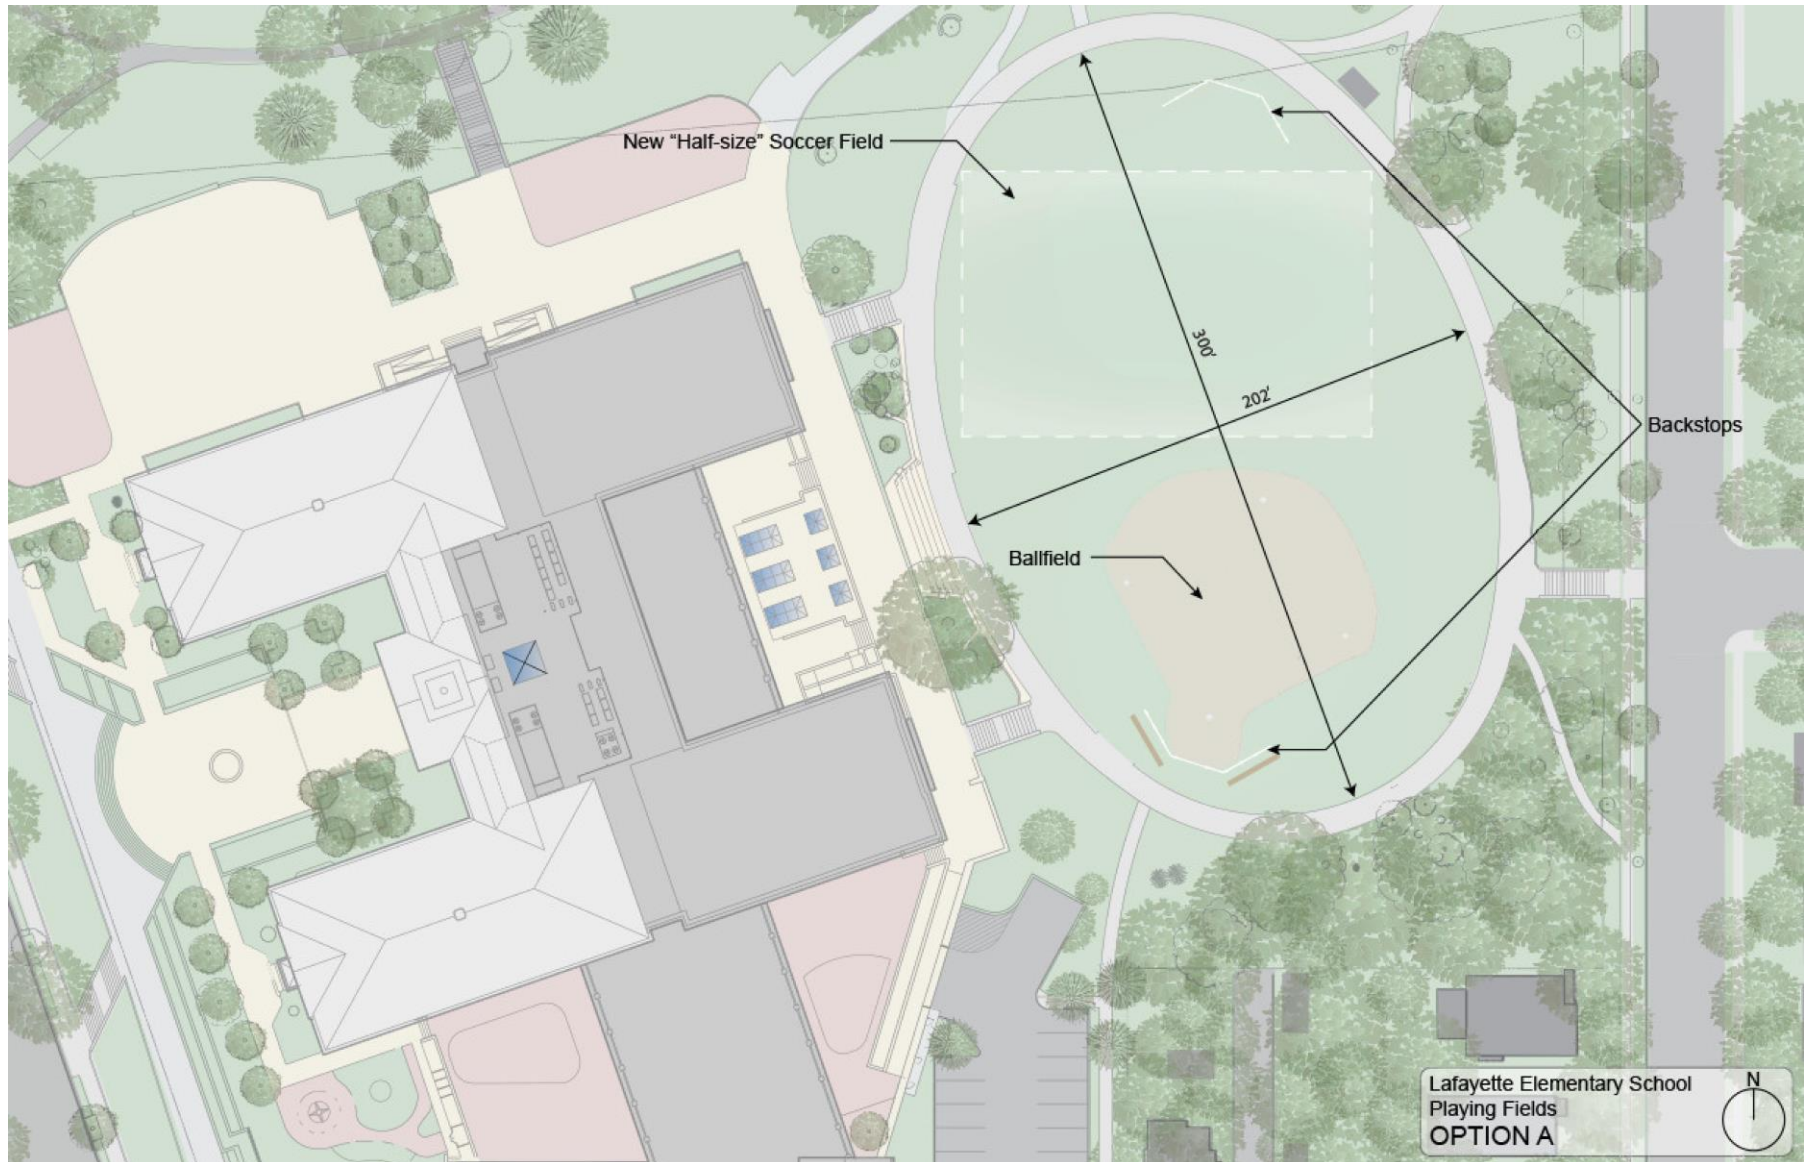 New “Half-size” Soccer Field
300’
202’
Backstops
Ballfield
Lafayette Elementary School
Playing Fields
OPTION A
N